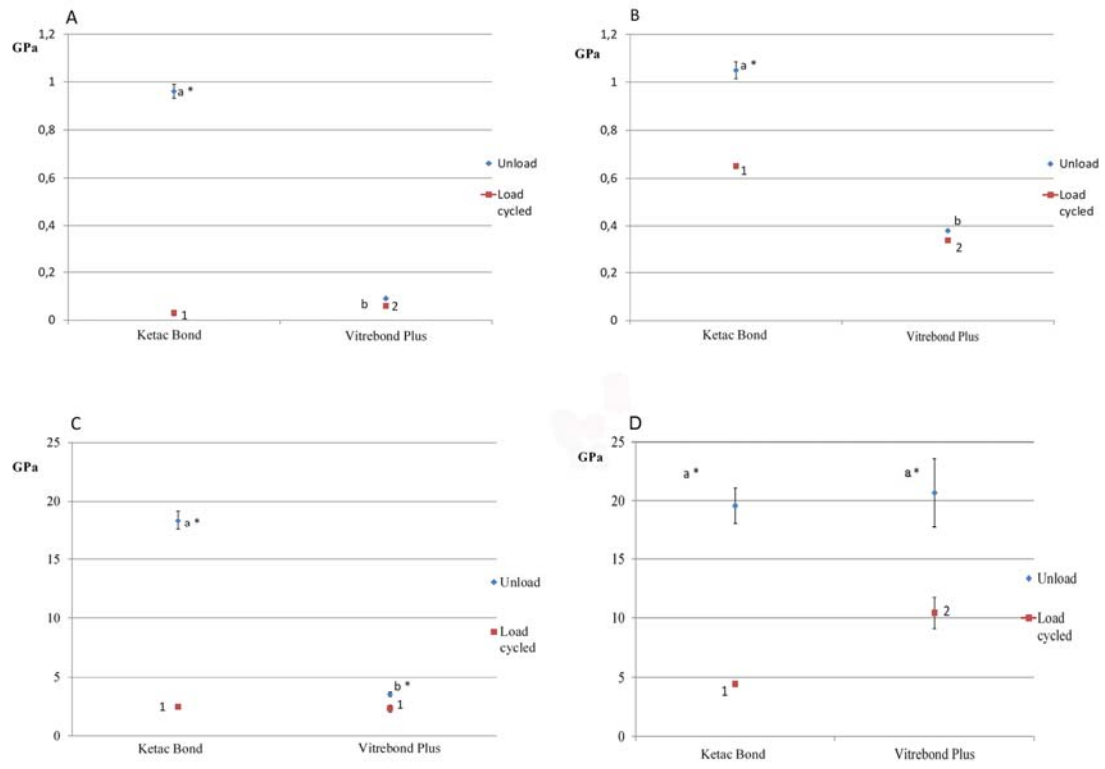 A
GPa
1,2
1
0,8
0,6
0,4
0,2
0
a *
1
b
2
Unload
Load
cycled
Ketac Bond
Vitrebond Plus
B
GPa
1,2
1
0,8
0,6
0,4
0,2
0
a *
1
b
2
Unload
Load
cycled
Ketac Bond
Vitrebond Plus
C
GPa
25
20
15
10
5
0
a *
1
b *
1
Unload
Load
cycled
Ketac Bond
Vitrebond Plus
D
GPa
25
20
15
10
5
0
a *
1
a *
2
Unload
Load
cycled
Ketac Bond
Vitrebond Plus